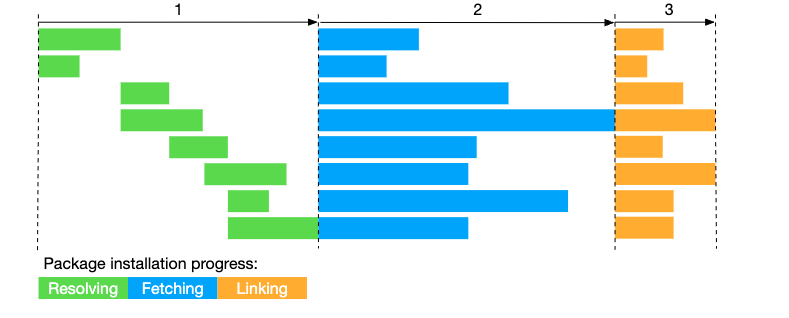 1 2 3
Package installation progress:
Resolving Fetching Linking